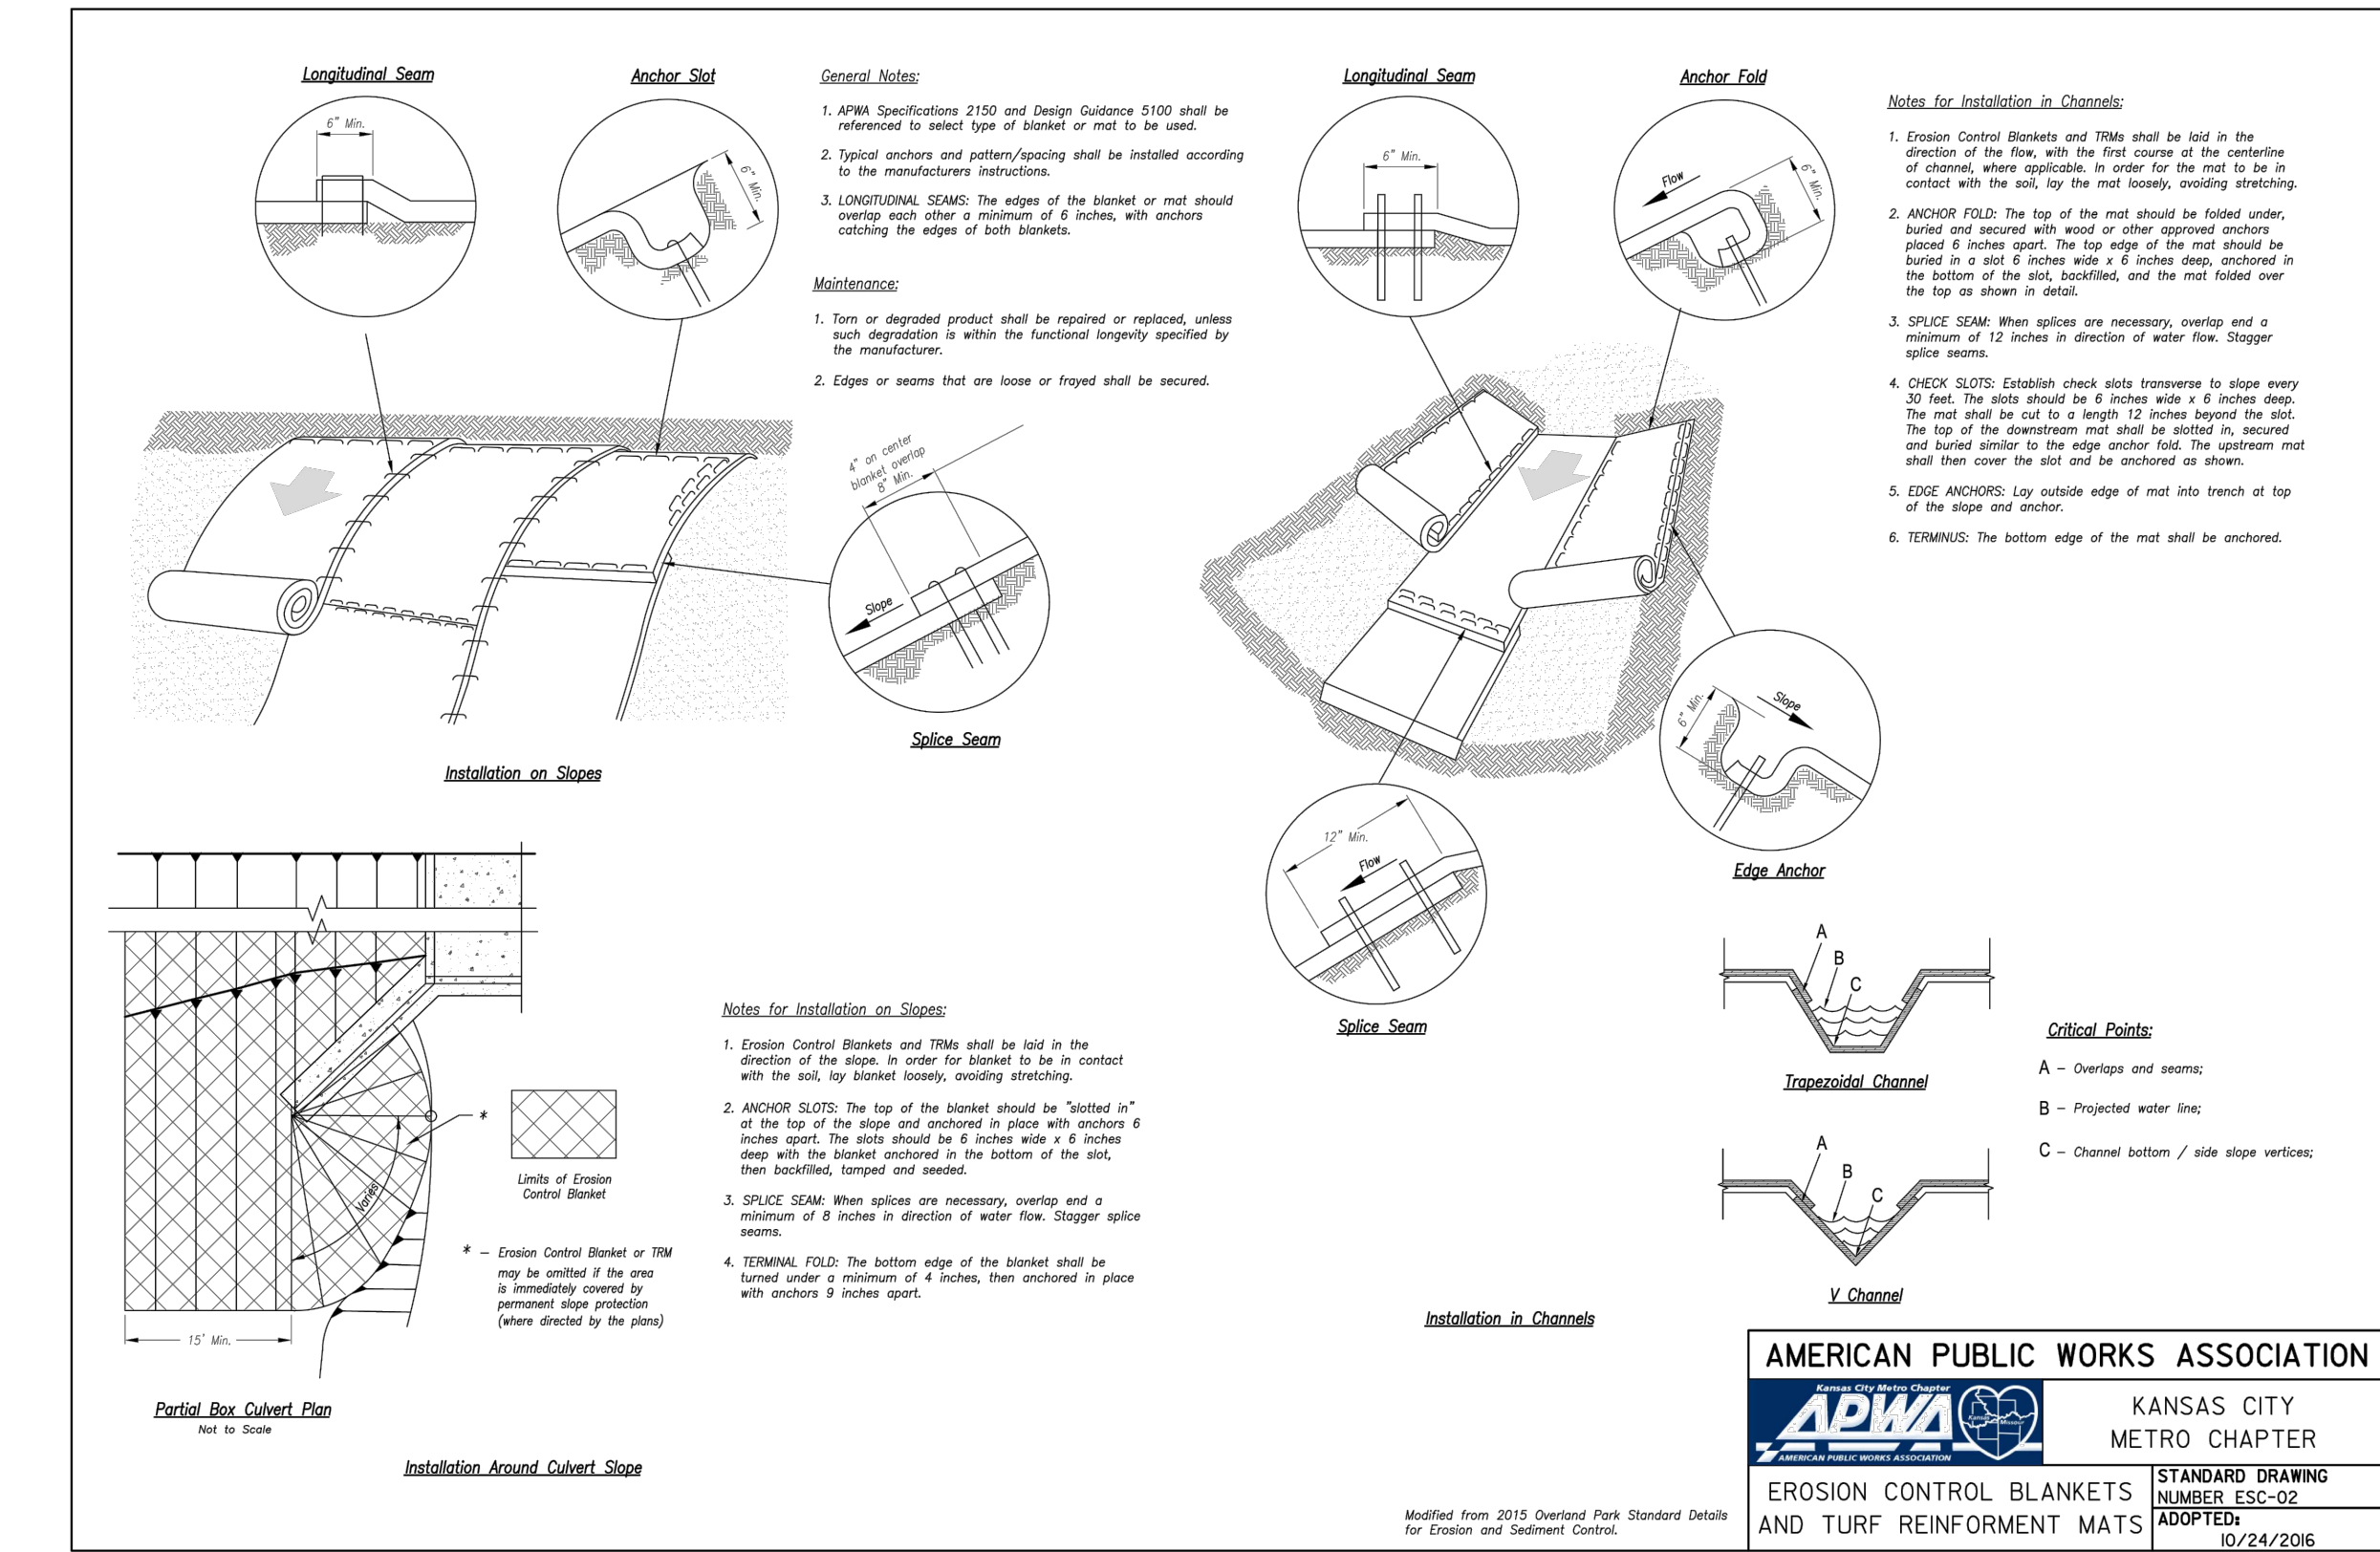 Longitudinal Seam
6" Min.
Anchor Slot
6" Min.
General Notes:
1. APWA Specifications 2150 and Design Guidance 5100 shall be
referenced to select type of blanket or mat to be used.
2. Typical anchors and pattern/spacing shall be installed according
to the manufacturers instructions.
3. LONGITUDINAL SEAMS: The edges of the blanket or mat should
overlap each other a minimum of 6 inches, with anchors
catching the edges of both blankets.
Maintenance:
1. Torn or degraded product shall be repaired or replaced, unless
such degradation is within the functional longevity specified by
the manufacturer.
2. Edges or seams that are loose or frayed shall be secured.
4" on center
blanket overlap
8" Min.
Slope
Splice Seam
Installation on Slopes
Longitudinal Seam
6" Min.
Anchor Fold
Flow
6" Min.
Notes for Installation in Channels:
1. Erosion Control Blankets and TRMs shall be laid in the
direction of the flow, with the first course at the centerline
of channel, where applicable. In order for the mat to be in
contact with the soil, lay the mat loosely, avoiding stretching.
2. ANCHOR FOLD: The top of the mat should be folded under,
buried and secured with wood or other approved anchors
placed 6 inches apart. The top edge of the mat should be
buried in a slot 6 inches wide x 6 inches deep, anchored in
the bottom of the slot, backfilled, and the mat folded over
the top as shown in detail.
3. SPLICE SEAM: When splices are necessary, overlap end a
minimum of 12 inches in direction of water flow. Stagger
splice seams.
4. CHECK SLOTS: Establish check slots transverse to slope every
30 feet. The slots should be 6 inches wide x 6 inches deep.
The mat shall be cut to a length 12 inches beyond the slot.
The top of the downstream mat shall be slotted in, secured
and buried similar to the edge anchor fold. The upstream mat
shall then cover the slot and be anchored as shown.
5. EDGE ANCHORS: Lay outside edge of mat into trench at top
of the slope and anchor.
6. TERMINUS: The bottom edge of the mat shall be anchored.
6" Min.
Slope
Edge Anchor
12" Min.
Flow
Splice Seam
Varies
*
Limits of Erosion
Control Blanket
* – Erosion Control Blanket or TRM
may be omitted if the area
is immediately covered by
permanent slope protection
(where directed by the plans)
15' Min.
Partial Box Culvert Plan
Not to Scale
Installation Around Culvert Slope
Notes for Installation on Slopes:
1. Erosion Control Blankets and TRMs shall be laid in the
direction of the slope. In order for blanket to be in contact
with the soil, lay blanket loosely, avoiding stretching.
2. ANCHOR SLOTS: The top of the blanket should be "slotted in"
at the top of the slope and anchored in place with anchors 6
inches apart. The slots should be 6 inches wide x 6 inches
deep with the blanket anchored in the bottom of the slot,
then backfilled, tamped and seeded.
3. SPLICE SEAM: When splices are necessary, overlap end a
minimum of 8 inches in direction of water flow. Stagger splice
seams.
4. TERMINAL FOLD: The bottom edge of the blanket shall be
turned under a minimum of 4 inches, then anchored in place
with anchors 9 inches apart.
A
B
C
Trapezoidal Channel
A
B
C
V Channel
Critical Points:
A – Overlaps and seams;
B – Projected water line;
C – Channel bottom / side slope vertices;
Installation in Channels
Modified from 2015 Overland Park Standard Details
for Erosion and Sediment Control.
AMERICAN PUBLIC WORKS ASSOCIATION
Kansas City Metro Chapter
APWA
Kansas
Missouri
AMERICAN PUBLIC WORKS ASSOCIATION
KANSAS CITY
METRO CHAPTER
EROSION CONTROL BLANKETS
AND TURF REINFORMENT MATS
STANDARD DRAWING
NUMBER ESC-02
ADOPTED:
10/24/2016